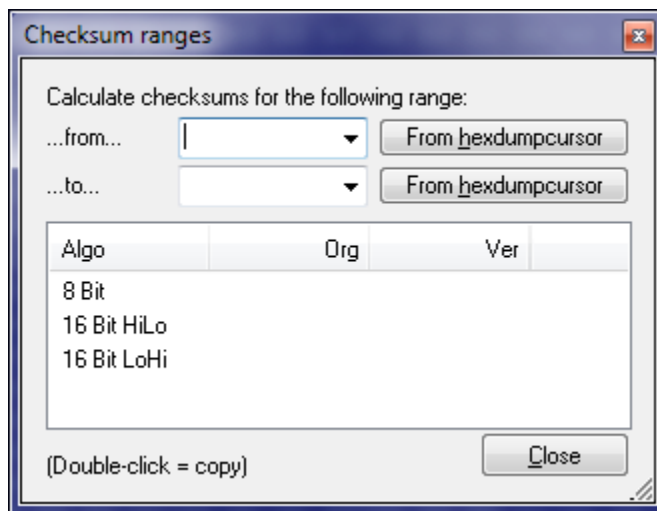 Checksum ranges
Calculate checksums for the following range:
...from... From hexdumpcursor
...to... From hexdumpcursor
Algo Org Ver
8 Bit
16 Bit HiLo
16 Bit LoHi
(Double-click = copy) Close